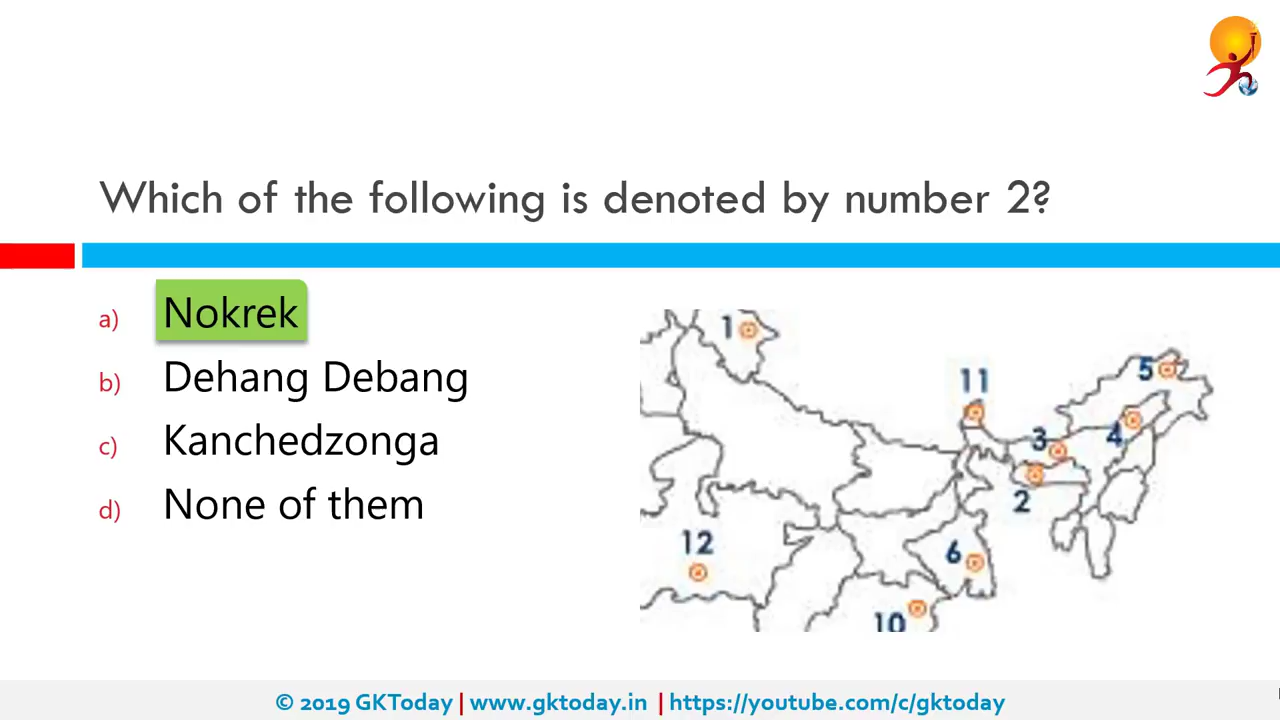 Which of the following is denoted by number 2?
a) Nokrek
b) Dehang Debang
c) Kanchedzonga
d) None of them
1
11
5
3
4
2
12
6
10
© 2019 GKToday | www.gktoday.in | https://youtube.com/c/gktoday